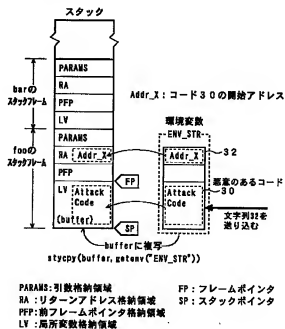 スタック
barの
スタックフレーム
PARAMS
RA
PFP
LV
Addr_X:コード30の開始アドレス
fooの
スタックフレーム
PARAMS
RA
Addr_X
PFP
LV
Attack
Code
(buffer)
FP
SP
環境変数
ENV_STR
Addr_X
32
悪意のあるコード
30
Attack
Code
文字列32を
送り込む
bufferに複写
stycpy(buffer,getenv("ENV_STR"))
PARAMS:引数格納領域
RA :リターンアドレス格納領域
PFP:前フレームポインタ格納領域
LV :局所変数格納領域
FP:フレームポインタ
SP:スタックポインタ